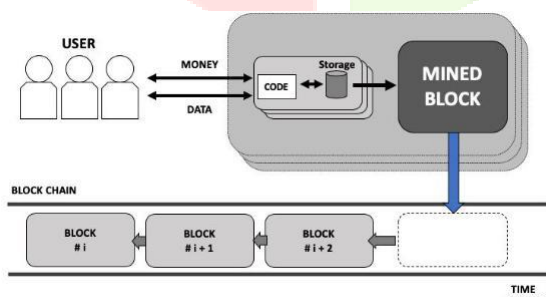 USER
MONEY
DATA
Storage
CODE
MINED
BLOCK
BLOCK CHAIN
BLOCK
# i
BLOCK
# i + 1
BLOCK
# i + 2
TIME